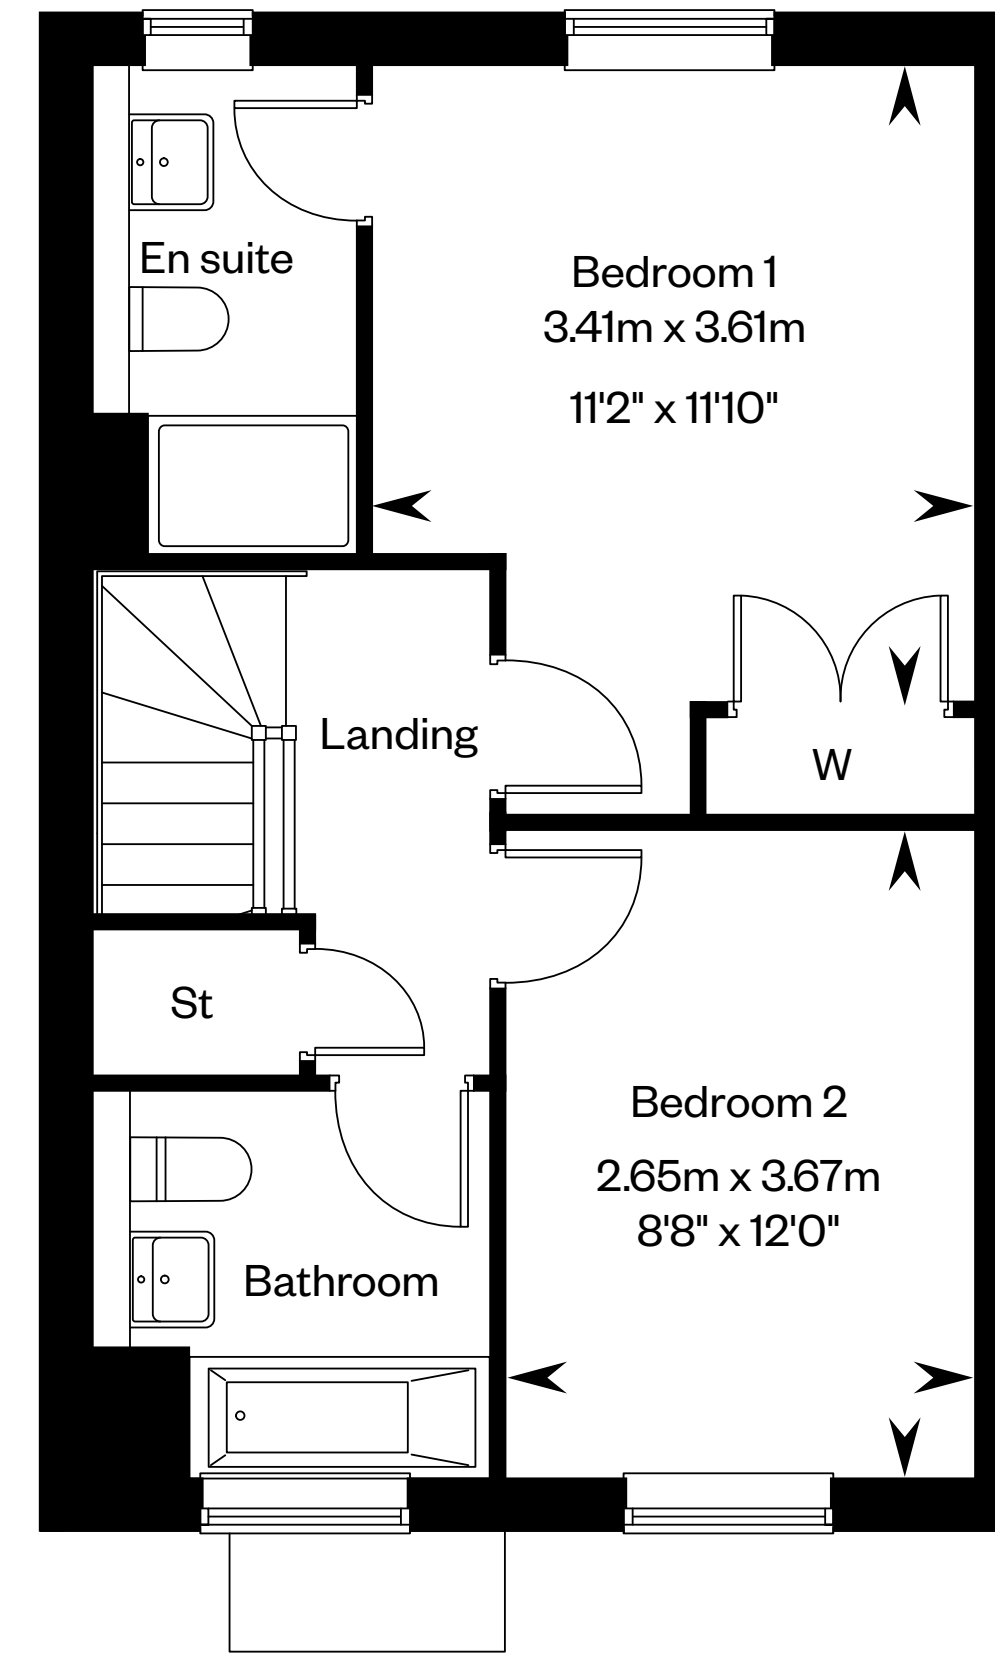 En suite
Bedroom 1
3.41m x 3.61m
11'2" x 11'10"
Landing
W
St
Bedroom 2
2.65m x 3.67m
8'8" x 12'0"
Bathroom